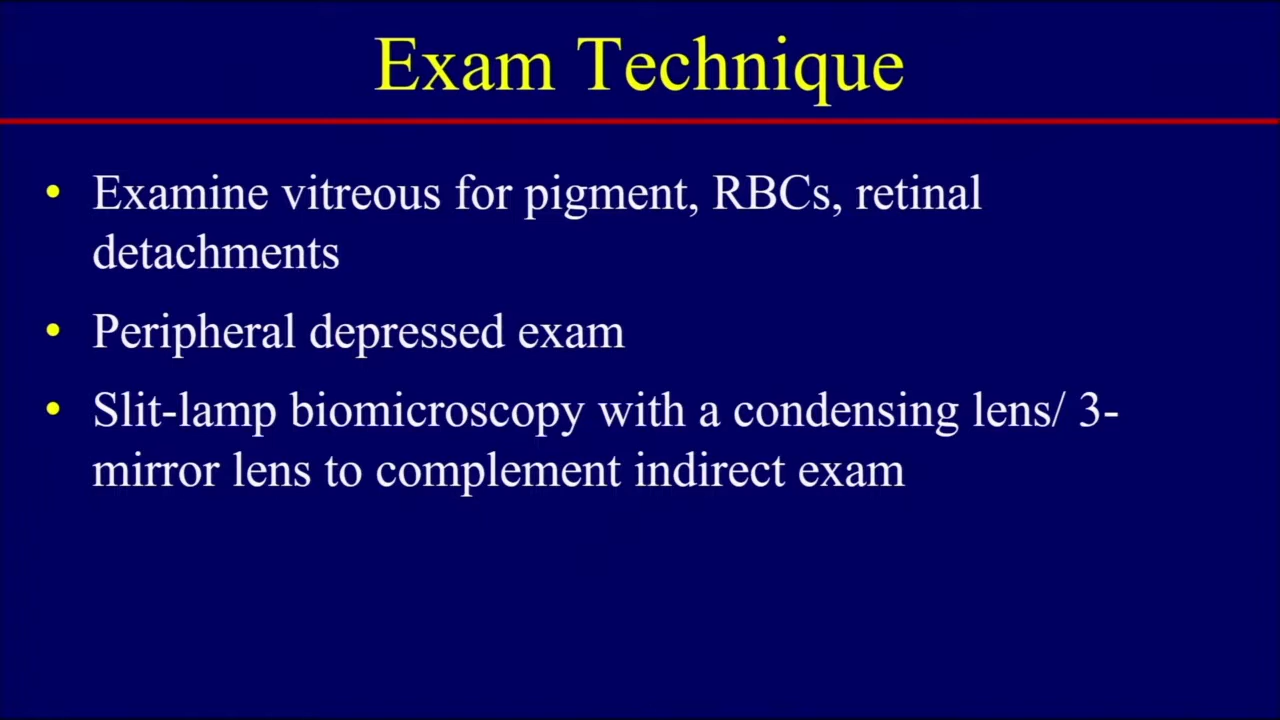 Exam Technique
• Examine vitreous for pigment, RBCs, retinal
detachments
• Peripheral depressed exam
• Slit-lamp biomicroscopy with a condensing lens/ 3-
mirror lens to complement indirect exam